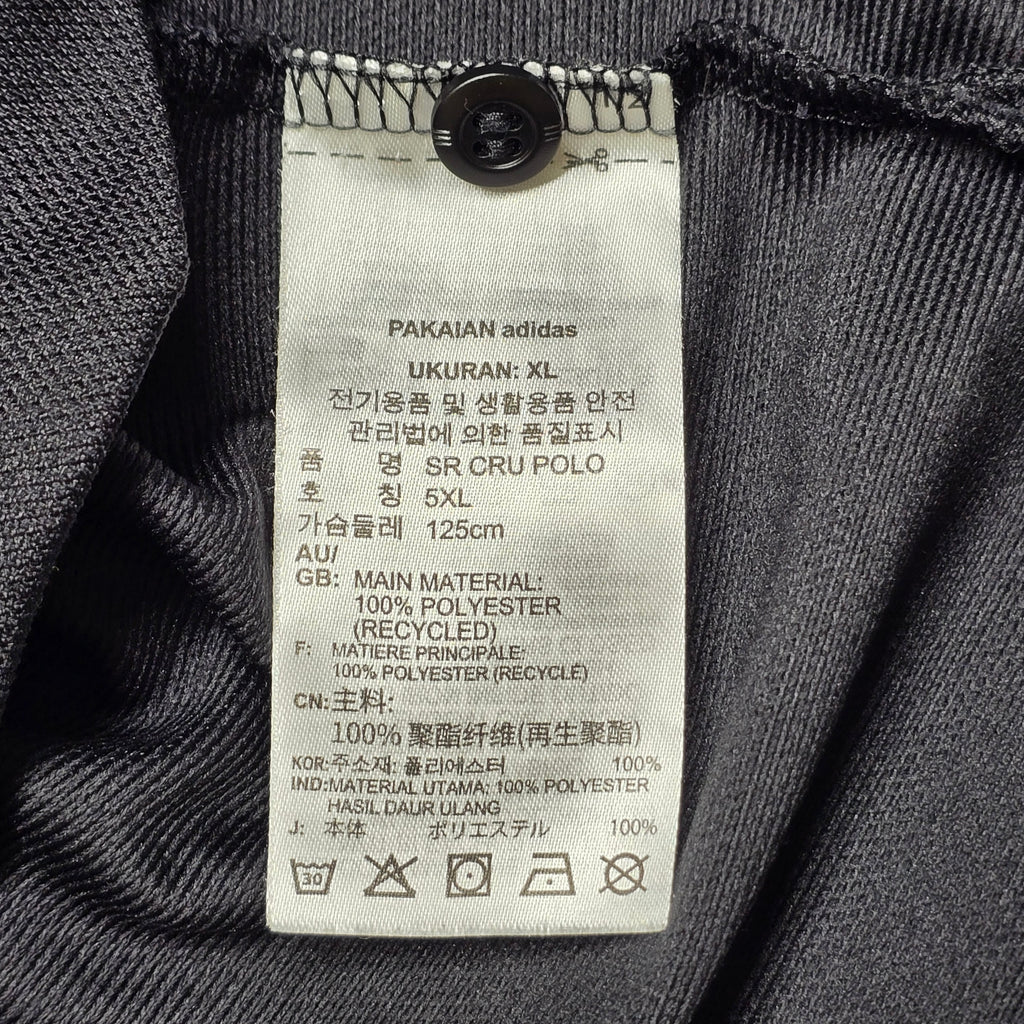 PAKAIAN adidas
UKURAN: XL
전기용품 및 생활용품 안전
관리법에 의한 품질표시
품 명 SR CRU POLO
호 칭 5XL
가슴둘레 125cm
AU/
GB: MAIN MATERIAL:
100% POLYESTER
(RECYCLED)
F: MATIERE PRINCIPALE:
100% POLYESTER (RECYCLE)
CN: 主料:
100% 聚酯纤维(再生聚酯)
KOR: 주소재: 폴리에스터 100%
IND: MATERIAL UTAMA: 100% POLYESTER
HASIL DAUR ULANG
J: 本体 ポリエステル 100%
30